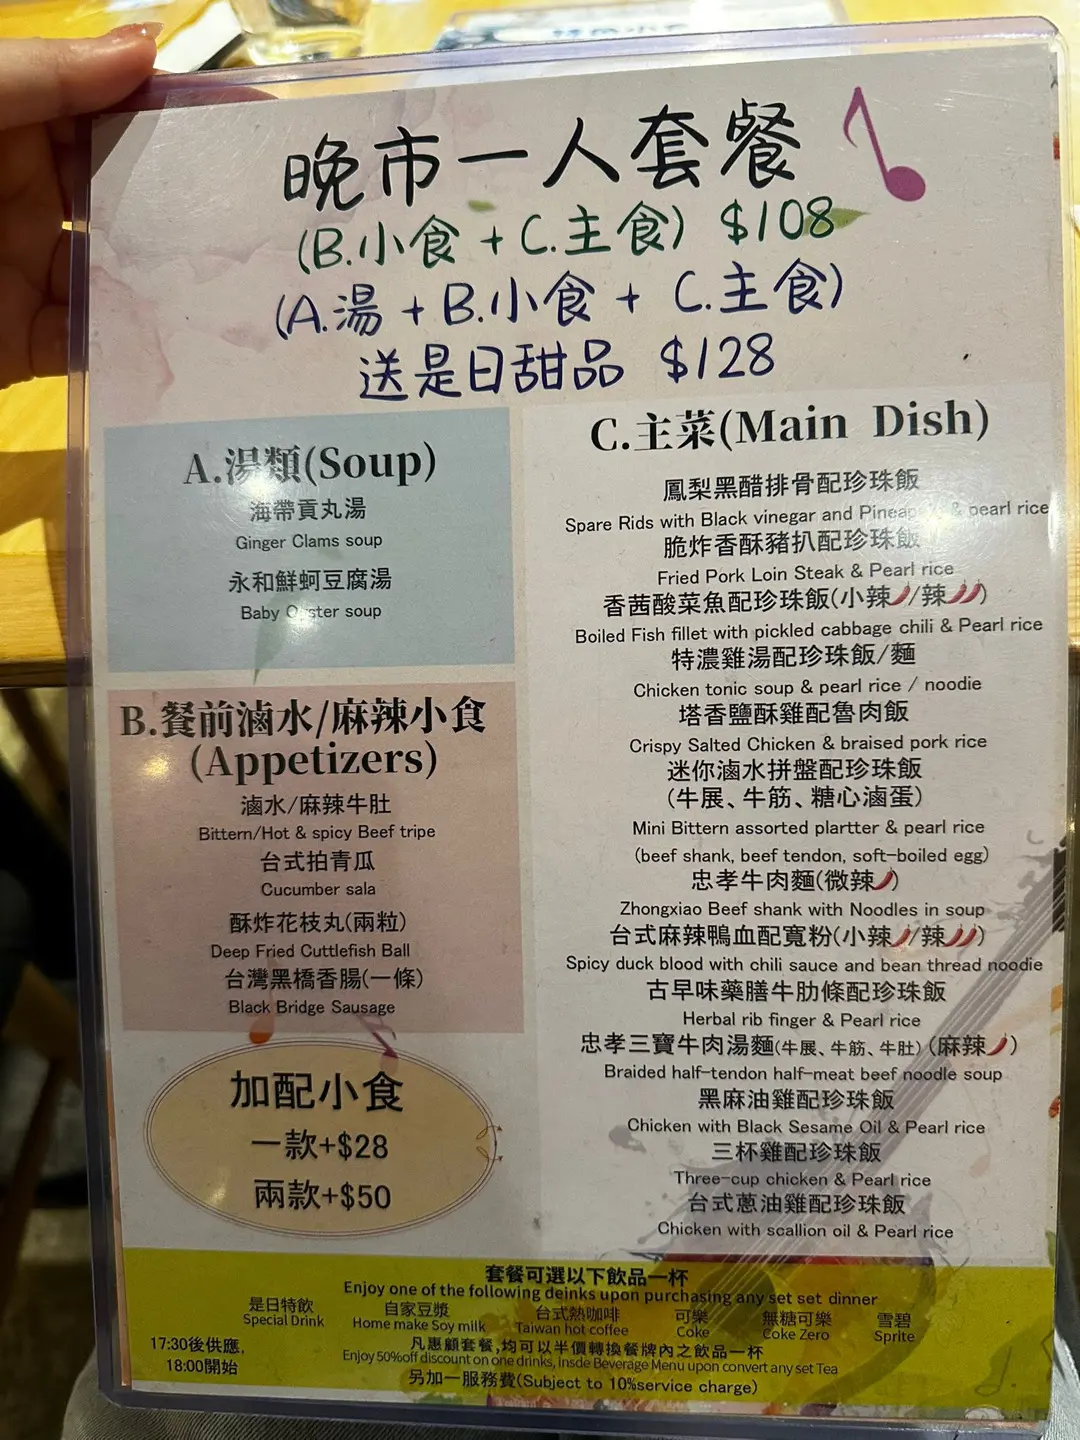 晚市一人套餐
(B.小食 + C.主食) $108
(A.湯 + B.小食 + C.主食)
送是日甜品 $128
A.湯類(Soup)
海帶貢丸湯
Ginger Clams soup
永和鮮蚵豆腐湯
Baby Oyster soup
B.餐前滷水/麻辣小食
(Appetizers)
滷水/麻辣牛肚
Bittern/Hot & spicy Beef tripe
台式拍青瓜
Cucumber sala
酥炸花枝丸(兩粒)
Deep Fried Cuttlefish Ball
台灣黑橋香腸(一條)
Black Bridge Sausage
加配小食
一款+$28
兩款+$50
C.主菜(Main Dish)
鳳梨黑醋排骨配珍珠飯
Spare Rids with Black vinegar and & pearl rice
脆炸香酥豬扒配珍珠飯
Fried Pork Loin Steak & Pearl rice
香茜酸菜魚配珍珠飯(小辣/辣)
Boiled Fish fillet with pickled cabbage chili & Pearl rice
特濃雞湯配珍珠飯/麵
Chicken tonic soup & pearl rice / noodie
塔香鹽酥雞配魯肉飯
Crispy Salted Chicken & braised pork rice
迷你滷水拼盤配珍珠飯
(牛展、牛筋、糖心滷蛋)
Mini Bittern assorted plartter & pearl rice
(beef shank, beef tendon, soft-boiled egg)
忠孝牛肉麵(微辣)
Zhongxiao Beef shank with Noodles in soup
台式麻辣鴨血配寬粉(小辣/辣)
Spicy duck blood with chili sauce and bean thread noodie
古早味藥膳牛肋條配珍珠飯
Herbal rib finger & Pearl rice
忠孝三寶牛肉湯麵(牛展、牛筋、牛肚)(麻辣)
Braided half-tendon half-meat beef noodle soup
黑麻油雞配珍珠飯
Chicken with Black Sesame Oil & Pearl rice
三杯雞配珍珠飯
Three-cup chicken & Pearl rice
台式蔥油雞配珍珠飯
Chicken with scallion oil & Pearl rice
套餐可選以下飲品一杯
Enjoy one of the following deinks upon purchasing any set set dinner
是日特飲 自家豆漿 台式熱咖啡 可樂 無糖可樂 雪碧
Special Drink Home make Soy milk Taiwan hot coffee Coke Coke Zero Sprite
17:30後供應,
18:00開始
凡惠顧套餐,均可以半價轉換餐牌內之飲品一杯
Enjoy 50%off discount on one drinks, insde Beverage Menu upon convert any set Tea
另加一服務費(Subject to 10%service charge)